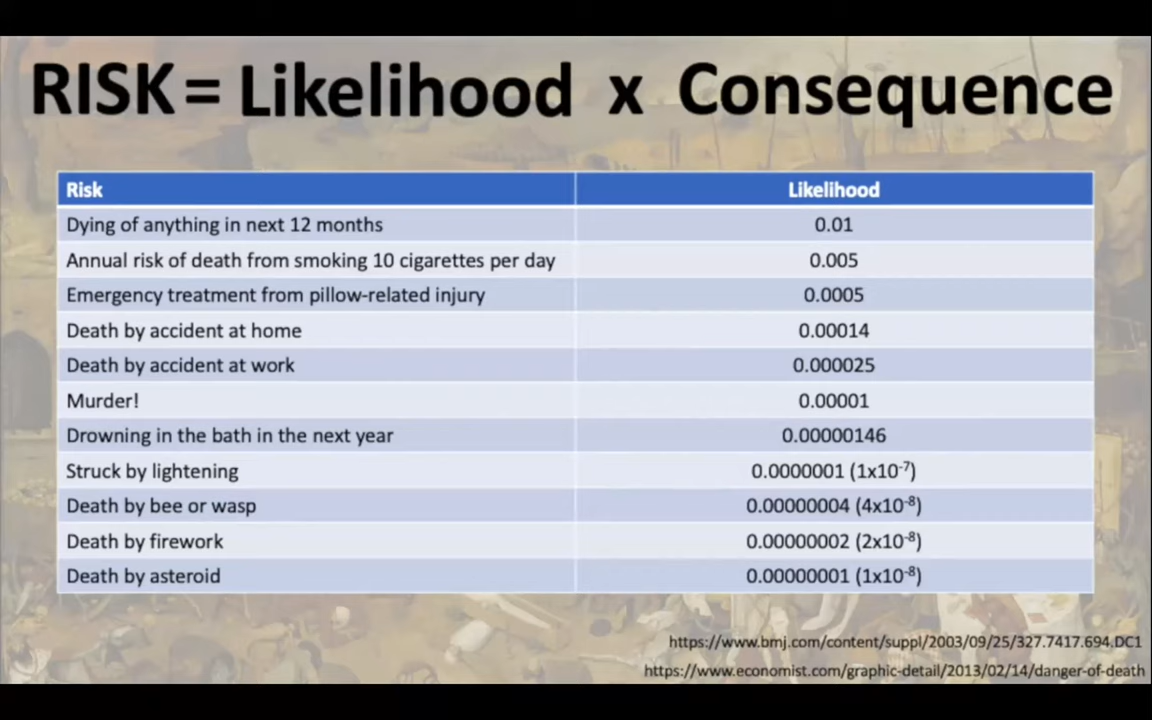 RISK = Likelihood x Consequence
Risk Likelihood
Dying of anything in next 12 months 0.01
Annual risk of death from smoking 10 cigarettes per day 0.005
Emergency treatment from pillow-related injury 0.0005
Death by accident at home 0.00014
Death by accident at work 0.000025
Murder! 0.00001
Drowning in the bath in the next year 0.00000146
Struck by lightening 0.0000001 (1x10⁻⁷)
Death by bee or wasp 0.00000004 (4x10⁻⁸)
Death by firework 0.00000002 (2x10⁻⁸)
Death by asteroid 0.00000001 (1x10⁻⁸)
https://www.bmj.com/content/suppl/2003/09/25/327.7417.694.DC1
https://www.economist.com/graphic-detail/2013/02/14/danger-of-death